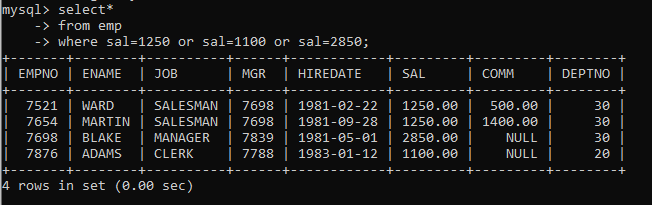 mysql> select*
    -> from emp
    -> where sal=1250 or sal=1100 or sal=2850;
+-------+--------+----------+------+------------+---------+---------+--------+
| EMPNO | ENAME  | JOB      | MGR  | HIREDATE   | SAL     | COMM    | DEPTNO |
+-------+--------+----------+------+------------+---------+---------+--------+
|  7521 | WARD   | SALESMAN | 7698 | 1981-02-22 | 1250.00 |  500.00 |     30 |
|  7654 | MARTIN | SALESMAN | 7698 | 1981-09-28 | 1250.00 | 1400.00 |     30 |
|  7698 | BLAKE  | MANAGER  | 7839 | 1981-05-01 | 2850.00 |    NULL |     30 |
|  7876 | ADAMS  | CLERK    | 7788 | 1983-01-12 | 1100.00 |    NULL |     20 |
+-------+--------+----------+------+------------+---------+---------+--------+
4 rows in set (0.00 sec)